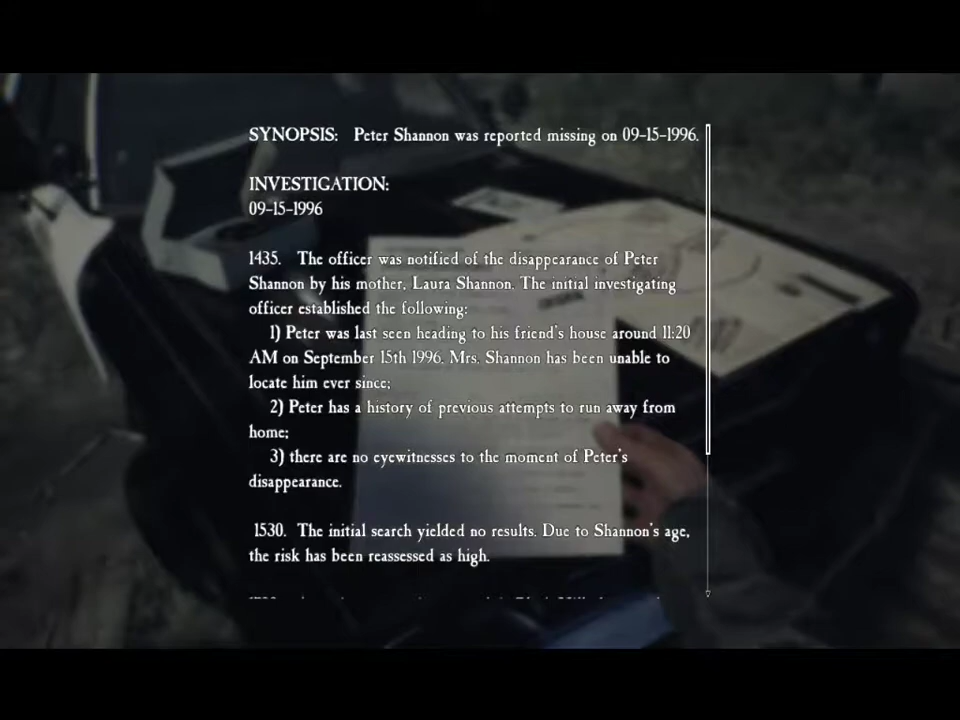 SYNOPSIS: Peter Shannon was reported missing on 09-15-1996.
INVESTIGATION:
09-15-1996
1435. The officer was notified of the disappearance of Peter
Shannon by his mother, Laura Shannon. The initial investigating
officer established the following:
1) Peter was last seen heading to his friend's house around 11:20
AM on September 15th 1996. Mrs. Shannon has been unable to
locate him ever since;
2) Peter has a history of previous attempts to run away from
home;
3) there are no eyewitnesses to the moment of Peter's
disappearance.
1530. The initial search yielded no results. Due to Shannon's age,
the risk has been reassessed as high.